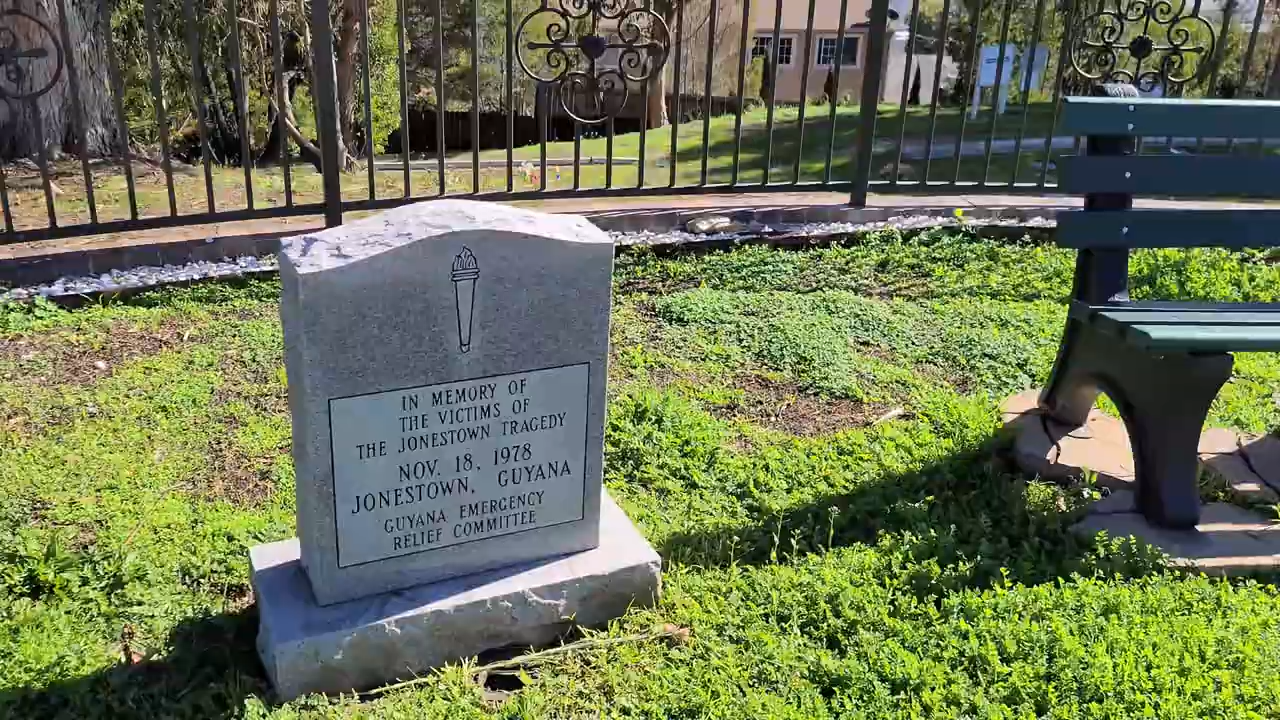 IN MEMORY OF
THE VICTIMS OF
THE JONESTOWN TRAGEDY
NOV. 18, 1978
JONESTOWN, GUYANA
GUYANA EMERGENCY
RELIEF COMMITTEE